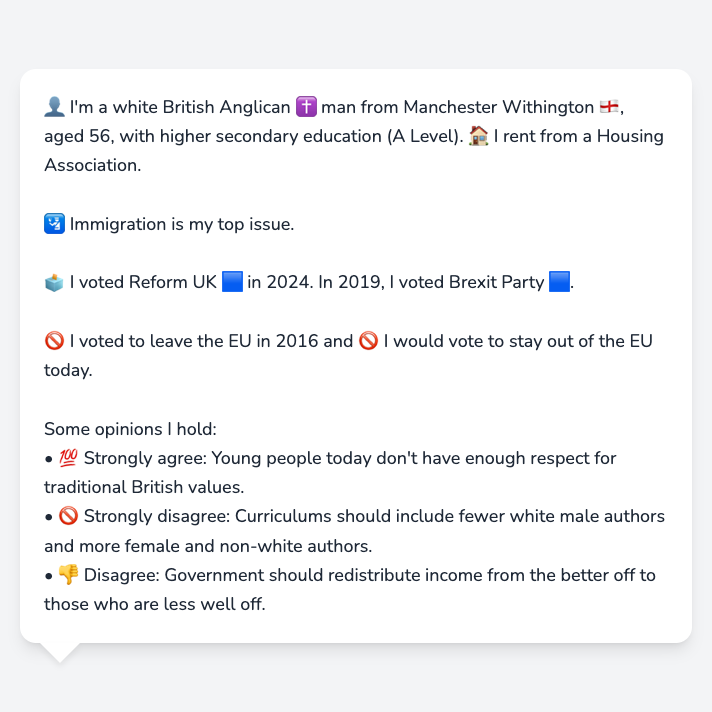 👤 I'm a white British Anglican ✝️ man from Manchester Withington 🏴󠁧󠁢󠁥󠁮󠁧󠁿,
aged 56, with higher secondary education (A Level). 🏠 I rent from a Housing
Association.
🛂 Immigration is my top issue.
🗳️ I voted Reform UK 🟦 in 2024. In 2019, I voted Brexit Party 🟦.
🚫 I voted to leave the EU in 2016 and 🚫 I would vote to stay out of the EU
today.
Some opinions I hold:
• 💯 Strongly agree: Young people today don't have enough respect for
traditional British values.
• 🚫 Strongly disagree: Curriculums should include fewer white male authors
and more female and non-white authors.
• 👎 Disagree: Government should redistribute income from the better off to
those who are less well off.